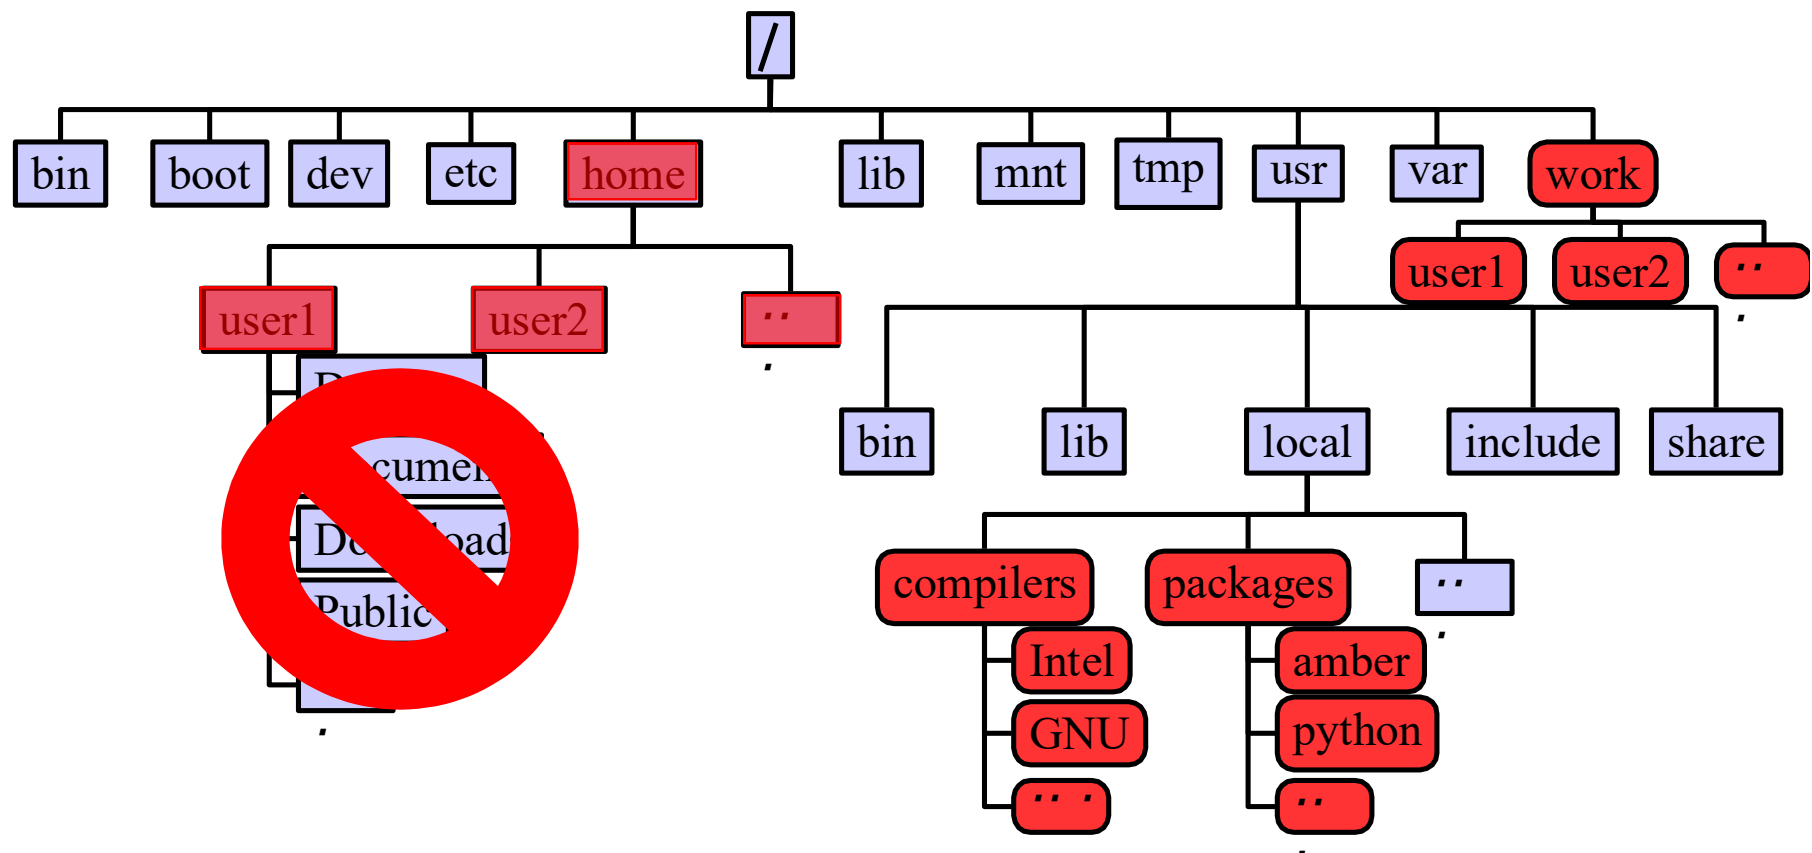 /
bin boot dev etc home lib mnt tmp usr var work
user1 user2 ...
user1 user2 ...
bin lib local include share
compilers packages ...
Intel amber
GNU python
... ...
Public